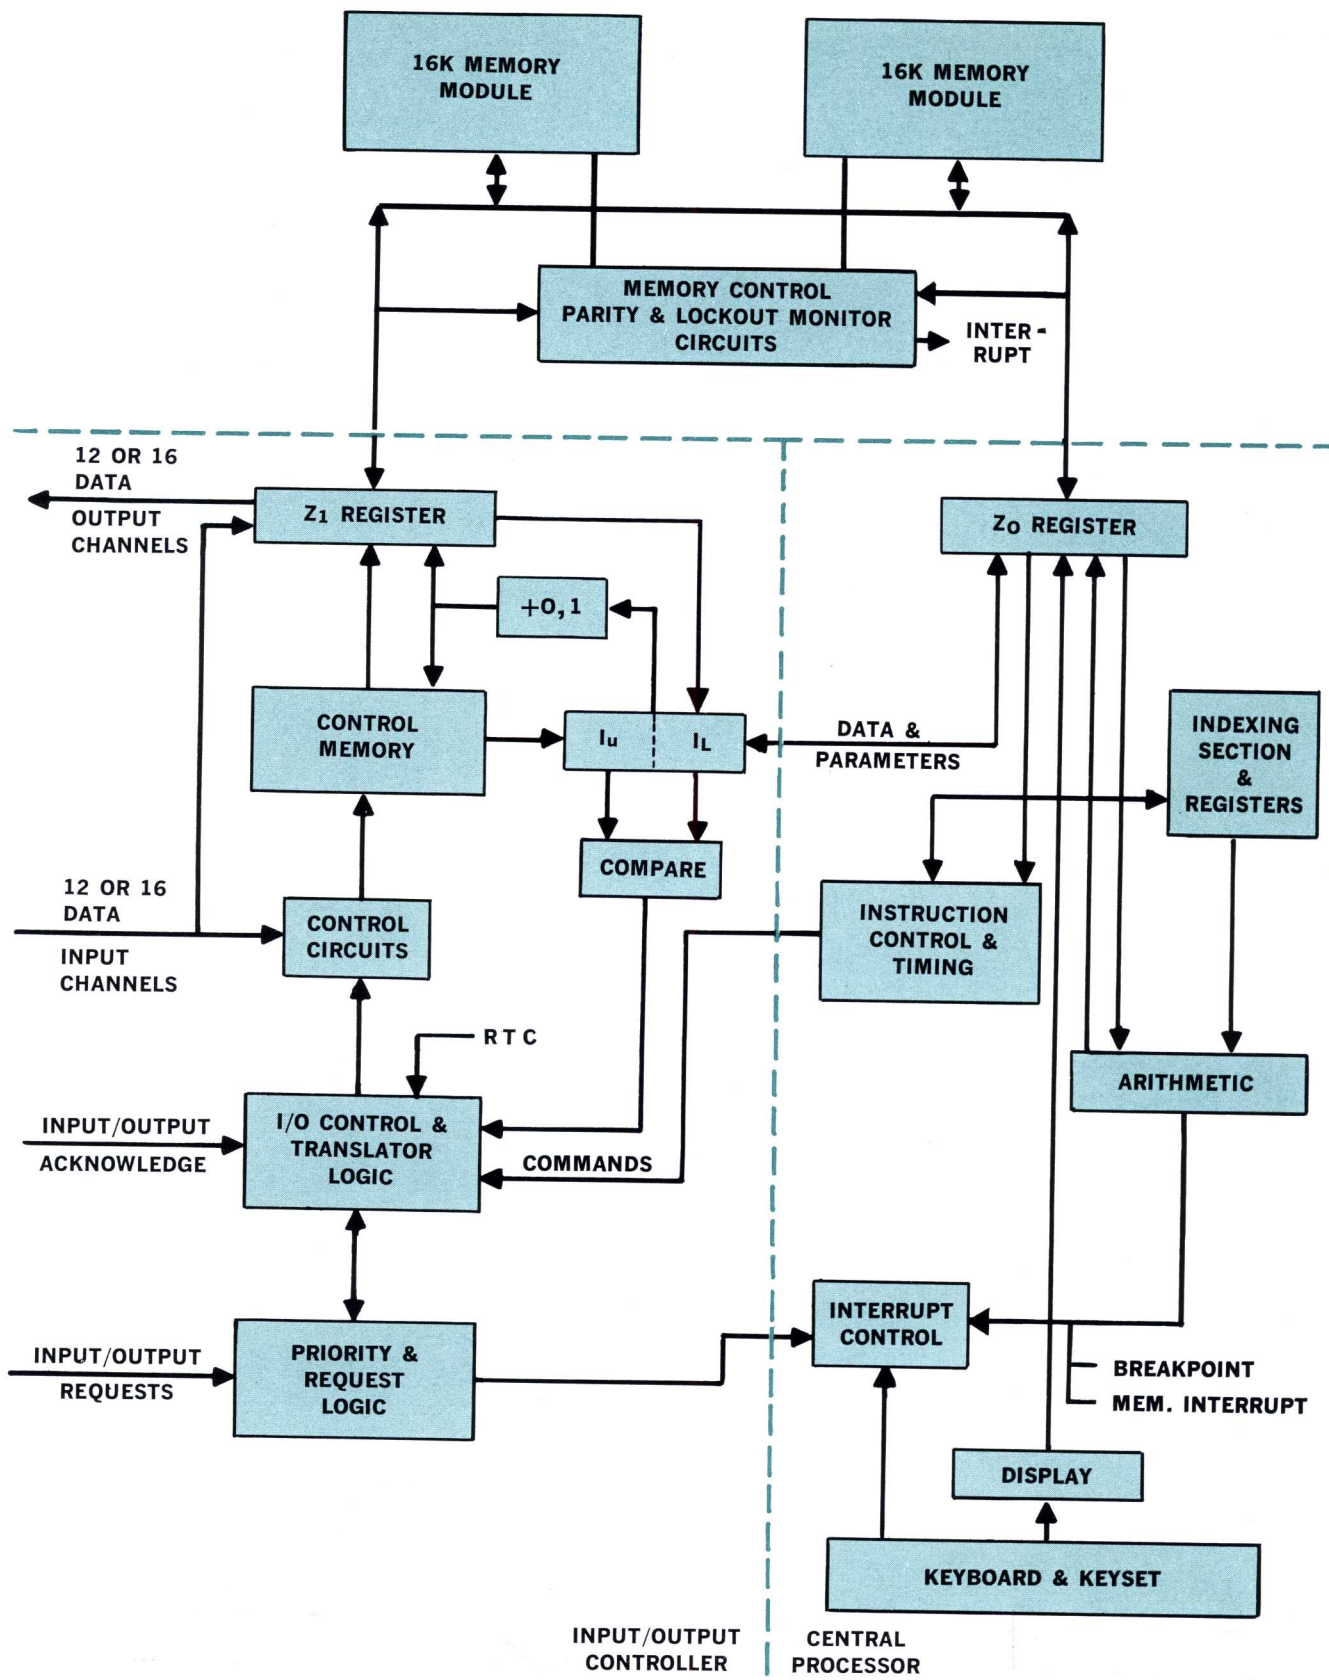 16K MEMORY
MODULE
16K MEMORY
MODULE
MEMORY CONTROL
PARITY & LOCKOUT MONITOR
CIRCUITS
INTER-
RUPT
12 OR 16
DATA
OUTPUT
CHANNELS
Z1 REGISTER
ZO REGISTER
+0,1
CONTROL
MEMORY
Iu
IL
DATA &
PARAMETERS
INDEXING
SECTION
&
REGISTERS
COMPARE
12 OR 16
DATA
INPUT
CHANNELS
CONTROL
CIRCUITS
INSTRUCTION
CONTROL &
TIMING
RTC
ARITHMETIC
INPUT/OUTPUT
ACKNOWLEDGE
I/O CONTROL &
TRANSLATOR
LOGIC
COMMANDS
INTERRUPT
CONTROL
INPUT/OUTPUT
REQUESTS
PRIORITY &
REQUEST
LOGIC
BREAKPOINT
MEM. INTERRUPT
DISPLAY
KEYBOARD & KEYSET
INPUT/OUTPUT
CONTROLLER
CENTRAL
PROCESSOR